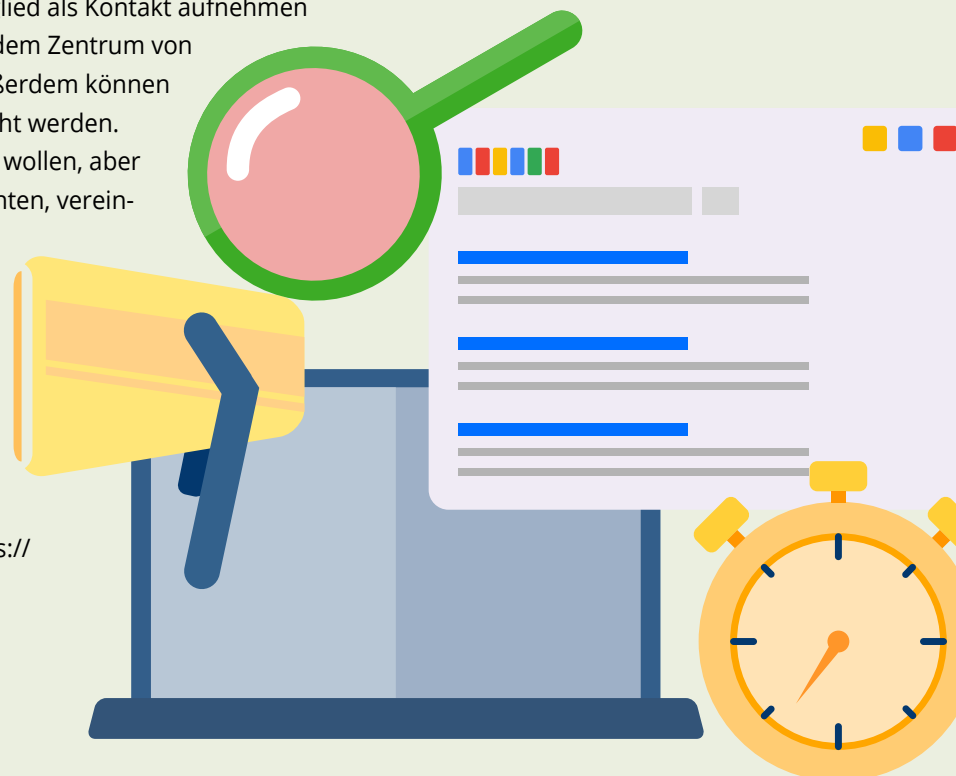 lied als Kontakt aufnehmen
dem Zentrum von
ßerdem können
ht werden.
wollen, aber
nten, verein-
s://